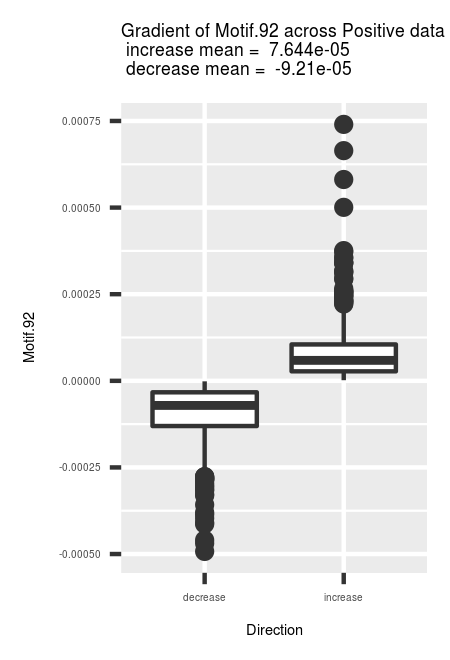 Gradient of Motif.92 across Positive data
increase mean =  7.644e-05
decrease mean =  -9.21e-05
0.00075
0.00050
0.00025
0.00000
-0.00025
-0.00050
Motif.92
decrease
increase
Direction